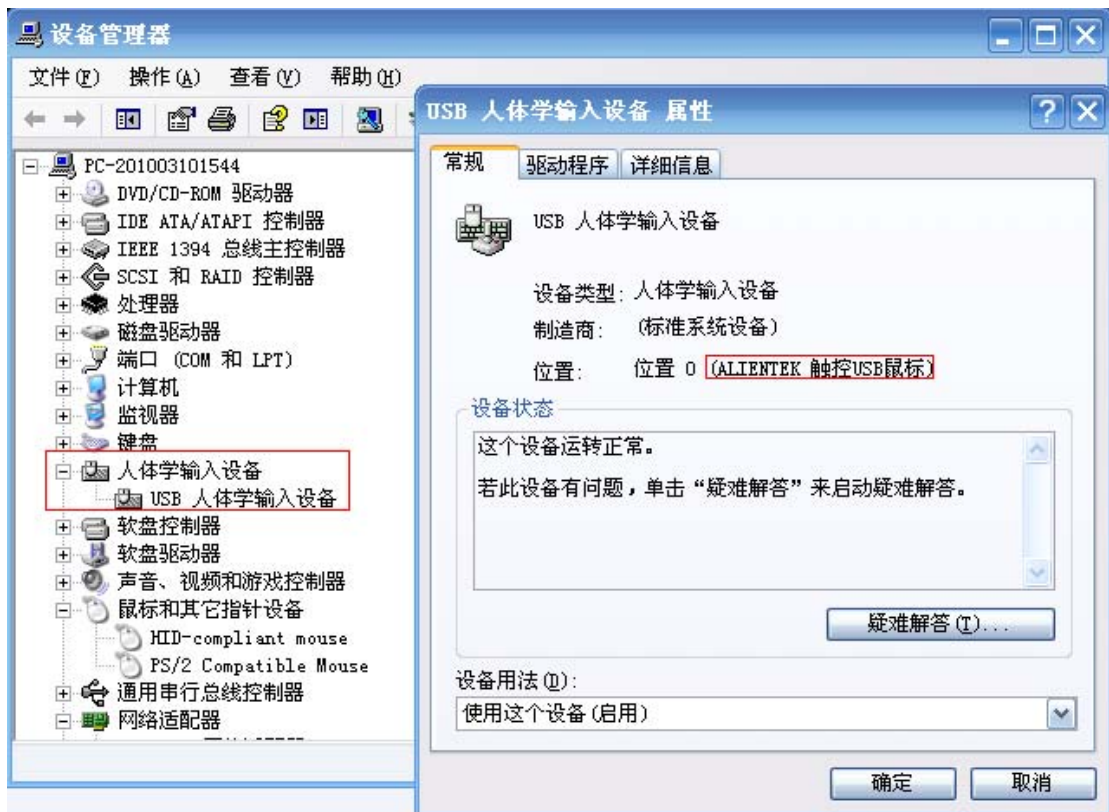 设备管理器
文件(F) 操作(A) 查看(V) 帮助(H)
PC-201003101544
DVD/CD-ROM 驱动器
IDE ATA/ATAPI 控制器
IEEE 1394 总线主控制器
SCSI 和 RAID 控制器
处理器
磁盘驱动器
端口 (COM 和 LPT)
计算机
监视器
键盘
人体学输入设备
USB 人体学输入设备
软盘控制器
软盘驱动器
声音、视频和游戏控制器
鼠标和其它指针设备
HID-compliant mouse
PS/2 Compatible Mouse
通用串行总线控制器
网络适配器
USB 人体学输入设备 属性
常规 驱动程序 详细信息
USB 人体学输入设备
设备类型: 人体学输入设备
制造商: (标准系统设备)
位置: 位置 0 (ALIENTEK 触控USB鼠标)
设备状态
这个设备运转正常。
若此设备有问题,单击“疑难解答”来启动疑难解答。
疑难解答(T)...
设备用法(D):
使用这个设备(启用)
确定 取消